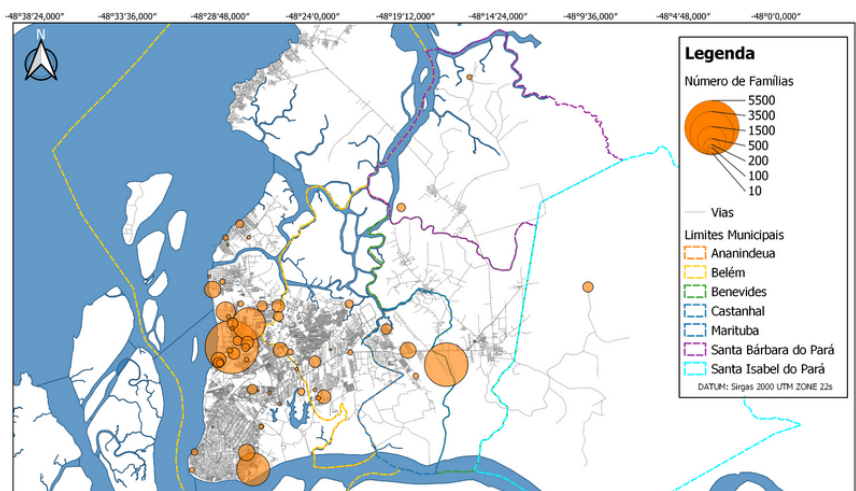 -48°38'24,000" -48°33'36,000" -48°28'48,000" -48°24'0,000" -48°19'12,000" -48°14'24,000" -48°9'36,000" -48°4'48,000" -48°0'0,000"
N
Legenda
Número de Famílias
5500
3500
1500
500
200
100
10
Vias
Limites Municipais
Ananindeua
Belém
Benevides
Castanhal
Marituba
Santa Bárbara do Pará
Santa Isabel do Pará
DATUM: Sirgas 2000 UTM ZONE 22s